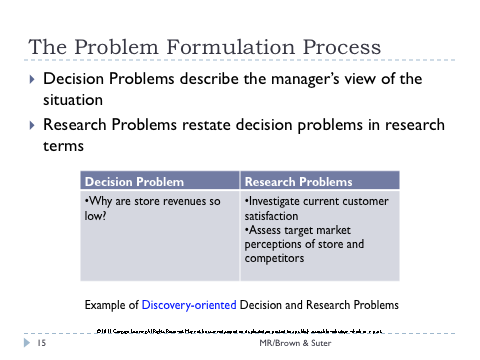 The Problem Formulation Process
Decision Problems describe the manager's view of the
situation
Research Problems restate decision problems in research
terms
Decision Problem
Research Problems
•Why are store revenues so
low?
•Investigate current customer
satisfaction
•Assess target market
perceptions of store and
competitors
Example of Discovery-oriented Decision and Research Problems
15
MR/Brown & Suter